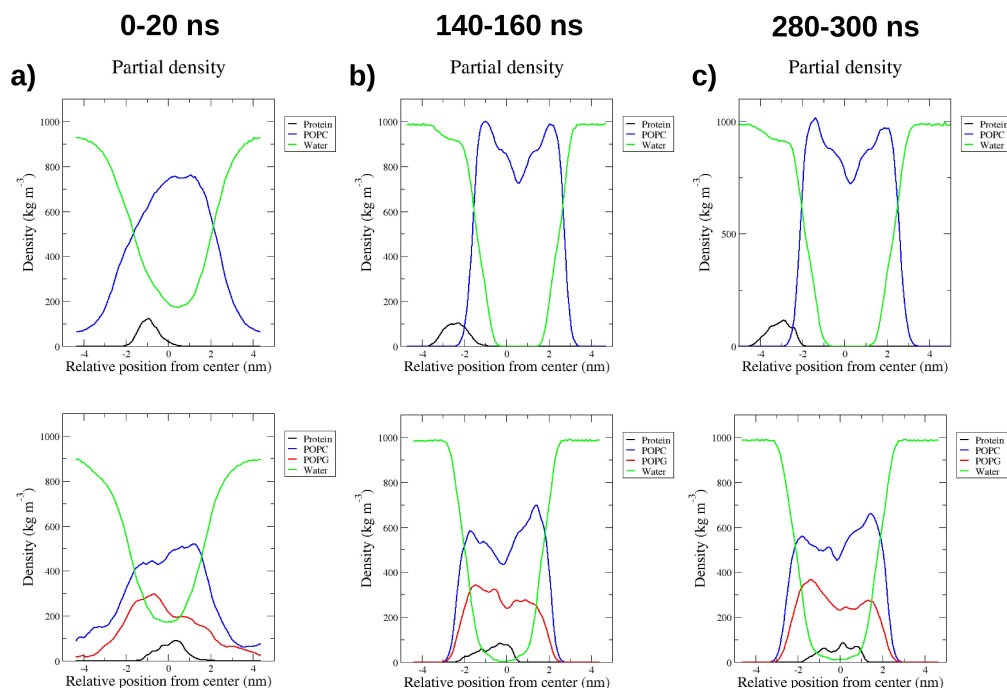 0-20 ns
140-160 ns
280-300 ns
a)
Partial density
Density (kg m⁻³)
1000
800
600
400
200
0
-4
-2
0
2
4
Relative position from center (nm)
Protein
POPC
Water
b)
Partial density
Density (kg m⁻³)
1000
800
600
400
200
0
-4
-2
0
2
4
Relative position from center (nm)
Protein
POPC
Water
c)
Partial density
Density (kg m⁻³)
1000
500
0
-4
-2
0
2
4
Relative position from center (nm)
Protein
POPC
Water
Density (kg m⁻³)
1000
800
600
400
200
0
-4
-2
0
2
4
Relative position from center (nm)
Protein
POPC
POPG
Water
Density (kg m⁻³)
1000
800
600
400
200
0
-4
-2
0
2
4
Relative position from center (nm)
Protein
POPC
POPG
Water
Density (kg m⁻³)
1000
800
600
400
200
0
-4
-2
0
2
4
Relative position from center (nm)
Protein
POPC
POPG
Water